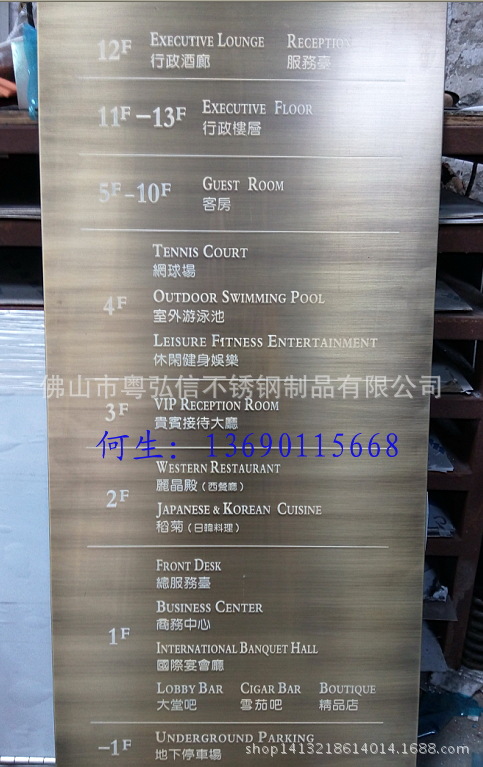 12F EXECUTIVE LOUNGE RECEPTION
行政酒廊 服務臺
11F-13F EXECUTIVE FLOOR
行政樓層
5F-10F GUEST ROOM
客房
TENNIS COURT
網球場
4F OUTDOOR SWIMMING POOL
室外游泳池
LEISURE FITNESS ENTERTAINMENT
休閑健身娛樂
佛山市粤弘信不锈钢制品有限公司
3F VIP RECEPTION ROOM
貴賓接待大廳
何生：13690115668
WESTERN RESTAURANT
麗晶殿（西餐廳）
2F JAPANESE & KOREAN CUISINE
稻菊（日韓料理）
FRONT DESK
總服務臺
BUSINESS CENTER
商務中心
1F INTERNATIONAL BANQUET HALL
國際宴會廳
LOBBY BAR CIGAR BAR BOUTIQUE
大堂吧 雪茄吧 精品店
-1F UNDERGROUND PARKING
地下停車場
shop1413218614014.1688.com